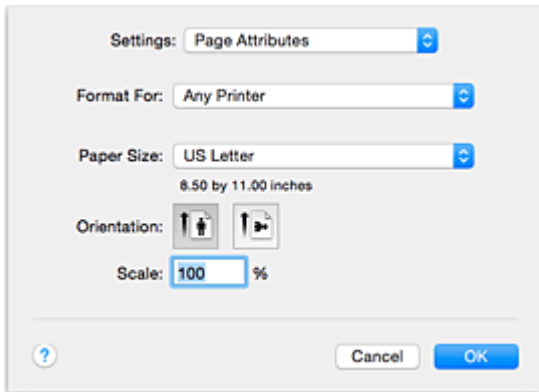 Settings: Page Attributes
Format For: Any Printer
Paper Size: US Letter
8.50 by 11.00 inches
Orientation:
Scale: 100 %
? Cancel OK